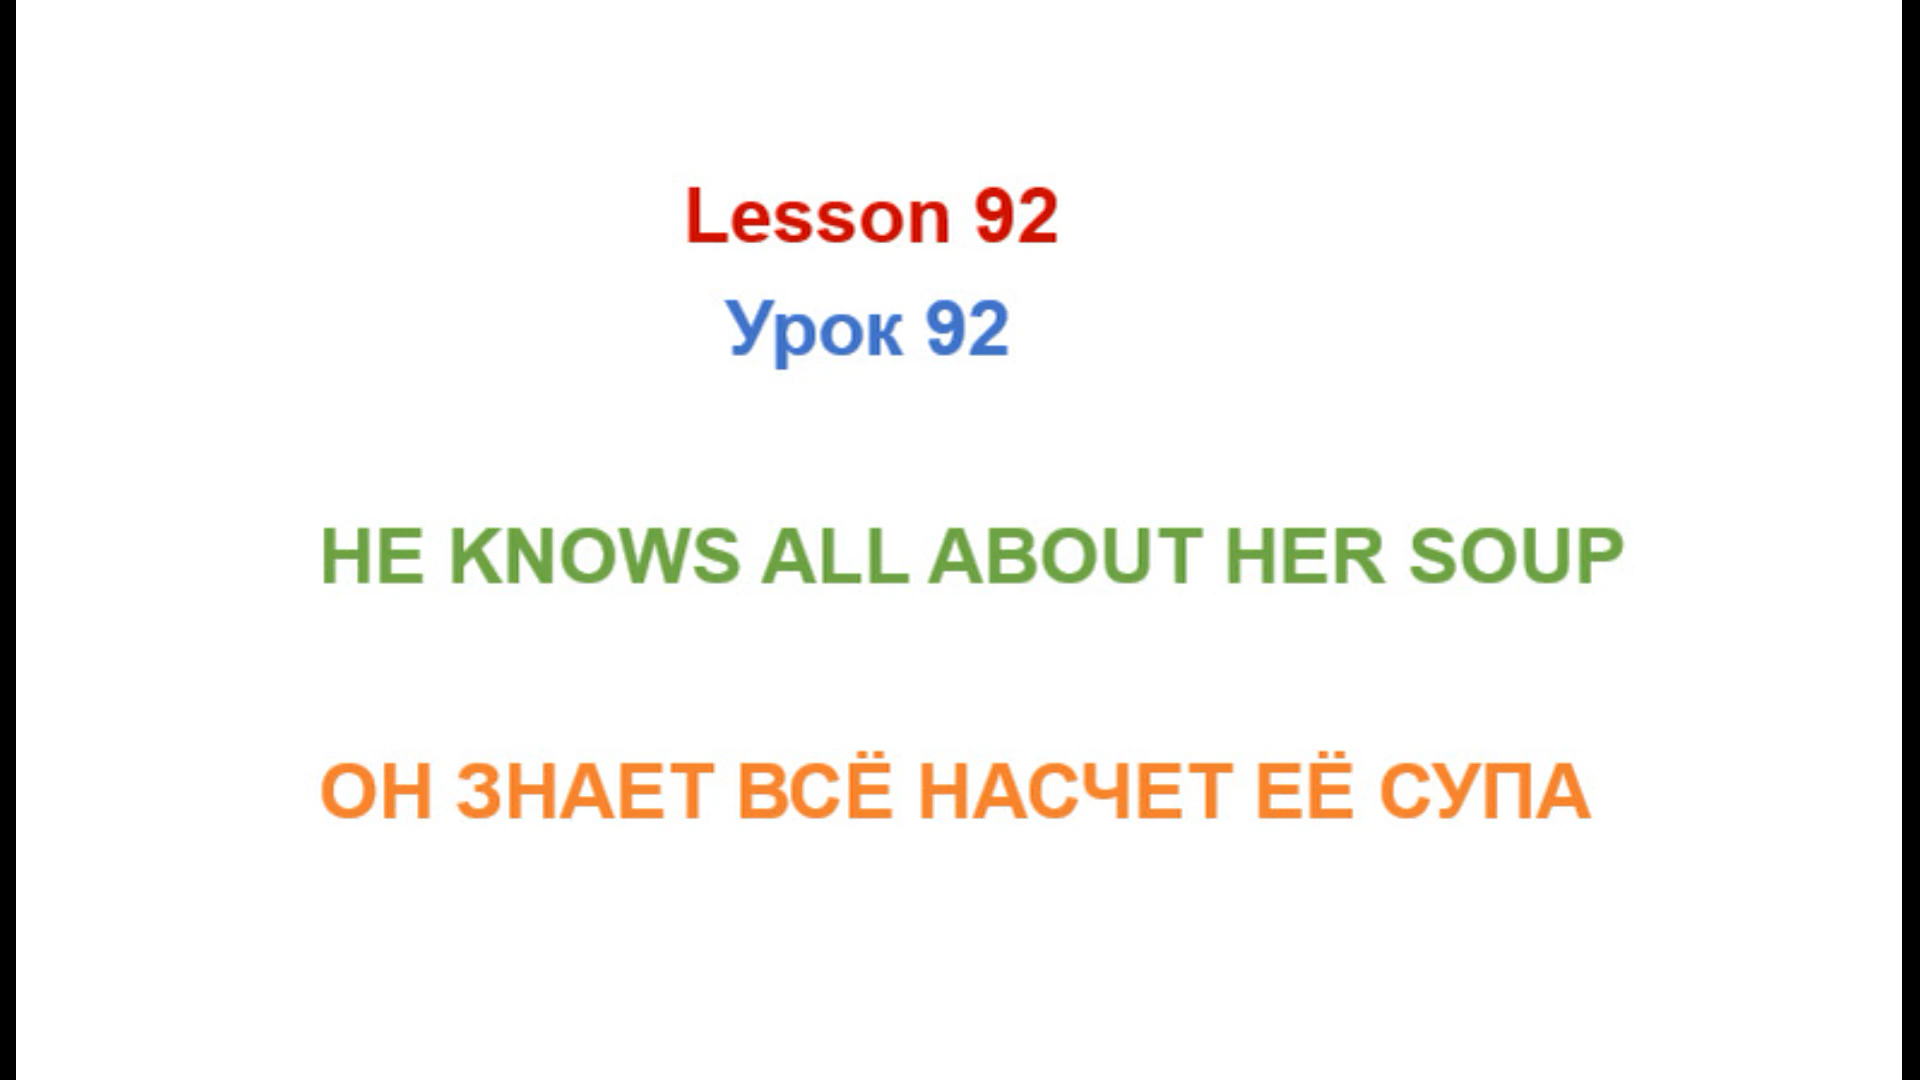 Lesson 92
Урок 92
HE KNOWS ALL ABOUT HER SOUP
ОН ЗНАЕТ ВСЁ НАСЧЕТ ЕЁ СУПА